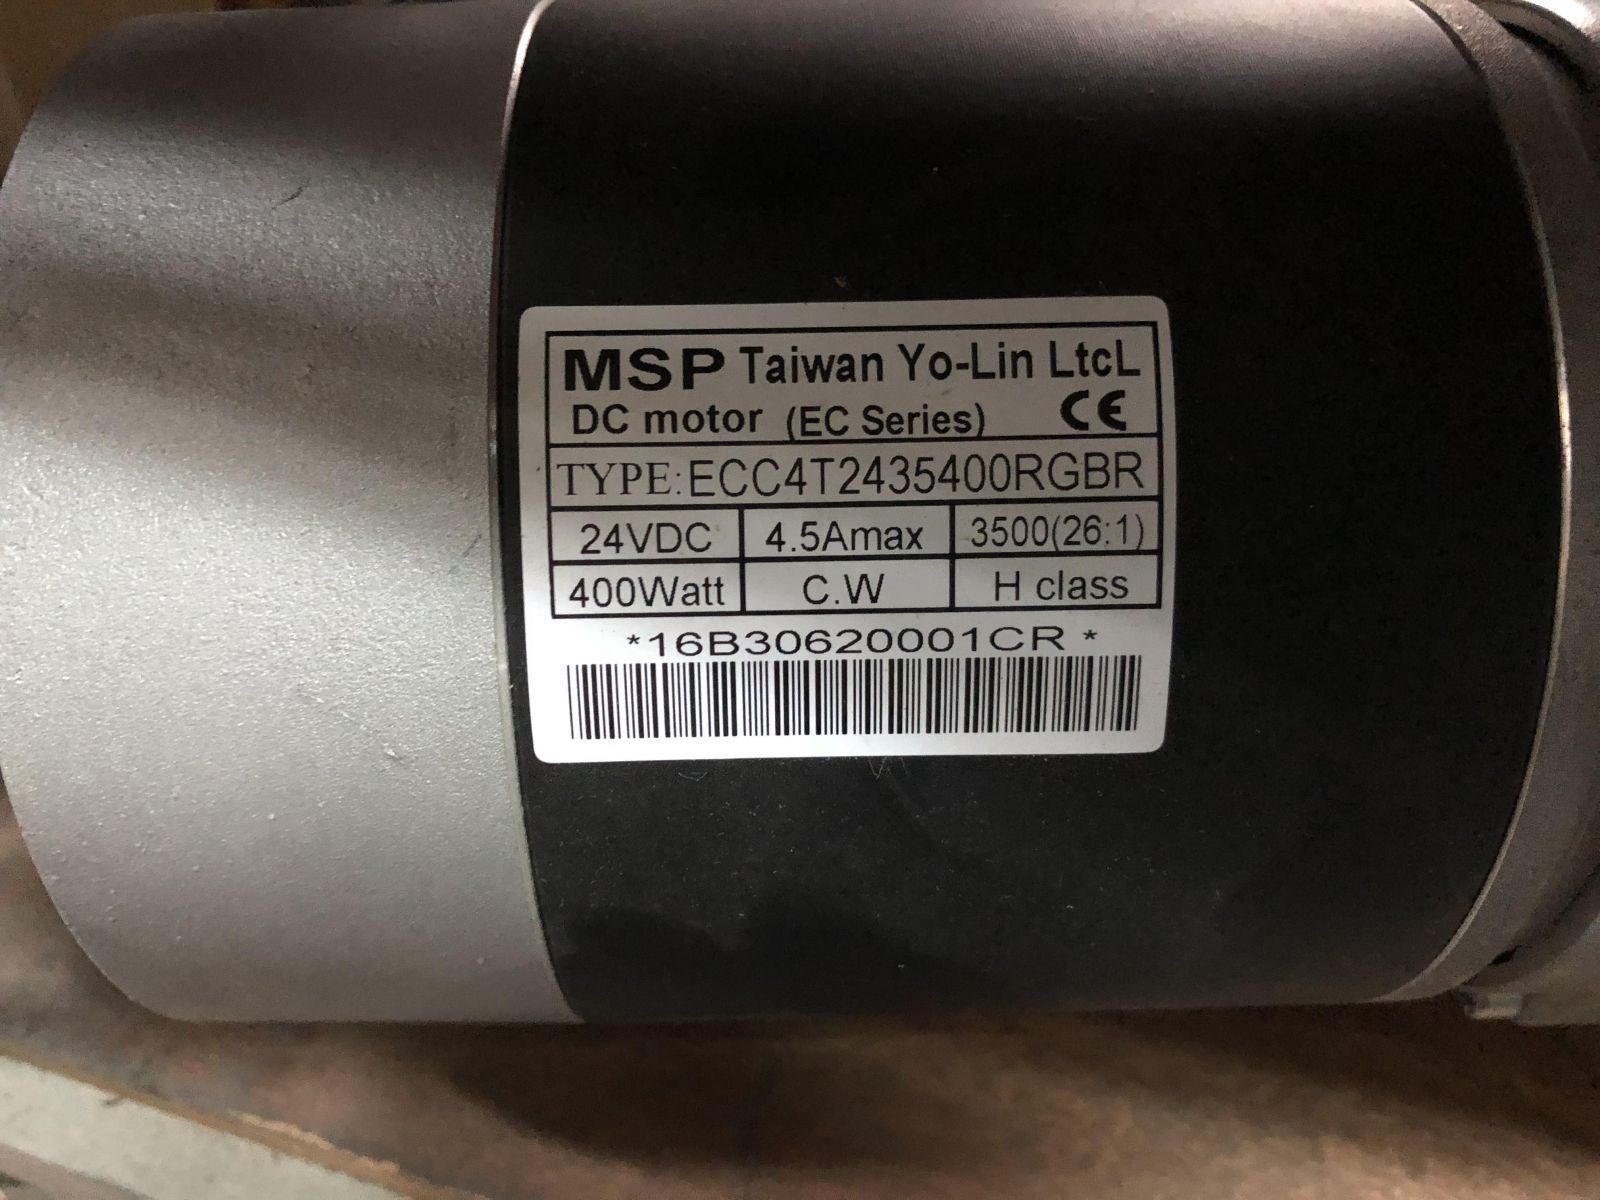 MSP Taiwan Yo-Lin LtcL
DC motor (EC Series) CE
TYPE:ECC4T2435400RGBR
24VDC 4.5Amax 3500(26:1)
400Watt C.W H class
*16B30620001CR *